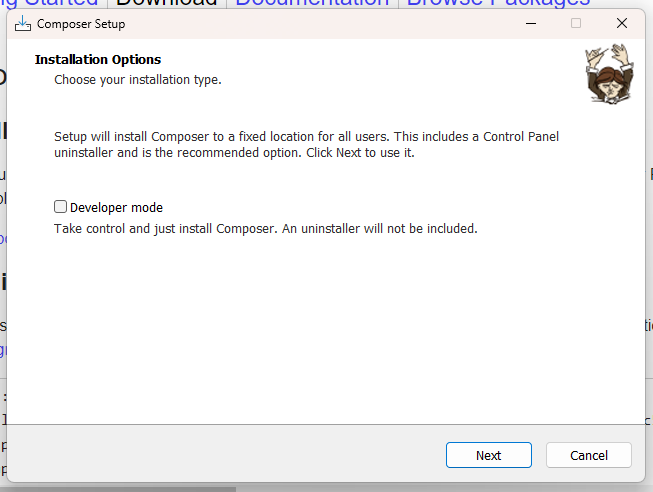 ng Started Download Documentation Browse Packages
Composer Setup
Installation Options
Choose your installation type.
Setup will install Composer to a fixed location for all users. This includes a Control Panel
uninstaller and is the recommended option. Click Next to use it.
Developer mode
Take control and just install Composer. An uninstaller will not be included.
Next
Cancel